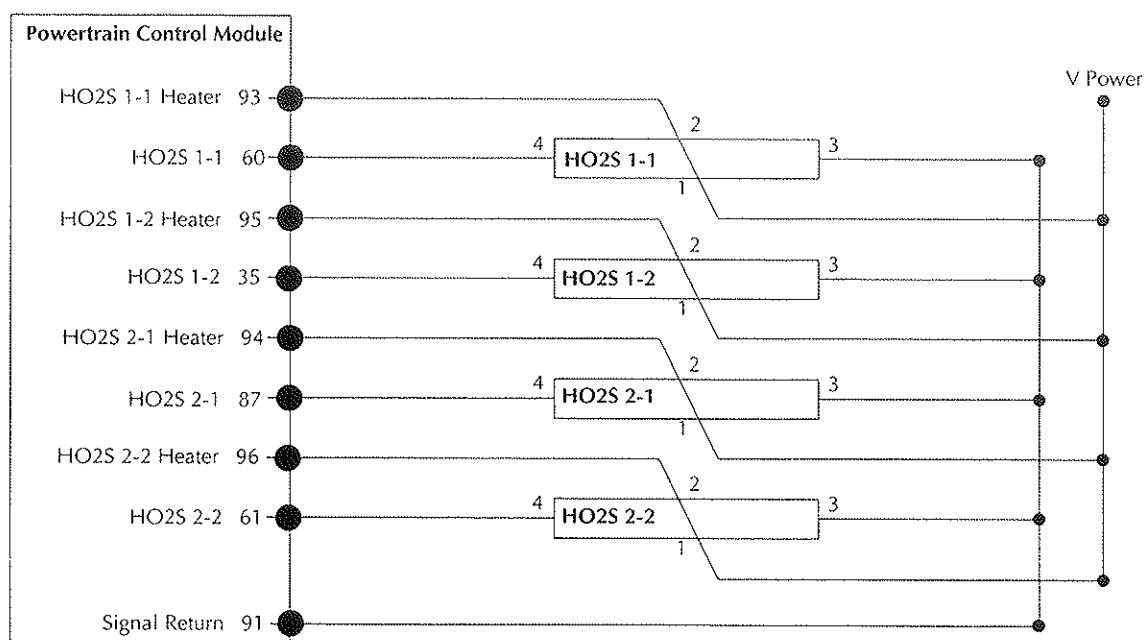 Powertrain Control Module
V Power
HO2S 1-1 Heater 93
2
HO2S 1-1 60
4
HO2S 1-1
3
1
HO2S 1-2 Heater 95
2
HO2S 1-2 35
4
HO2S 1-2
3
1
HO2S 2-1 Heater 94
2
HO2S 2-1 87
4
HO2S 2-1
3
1
HO2S 2-2 Heater 96
2
HO2S 2-2 61
4
HO2S 2-2
3
1
Signal Return 91